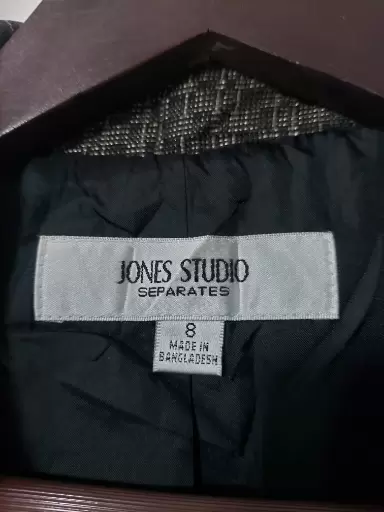 JONES STUDIO
SEPARATES
8
MADE IN
BANGLADESH